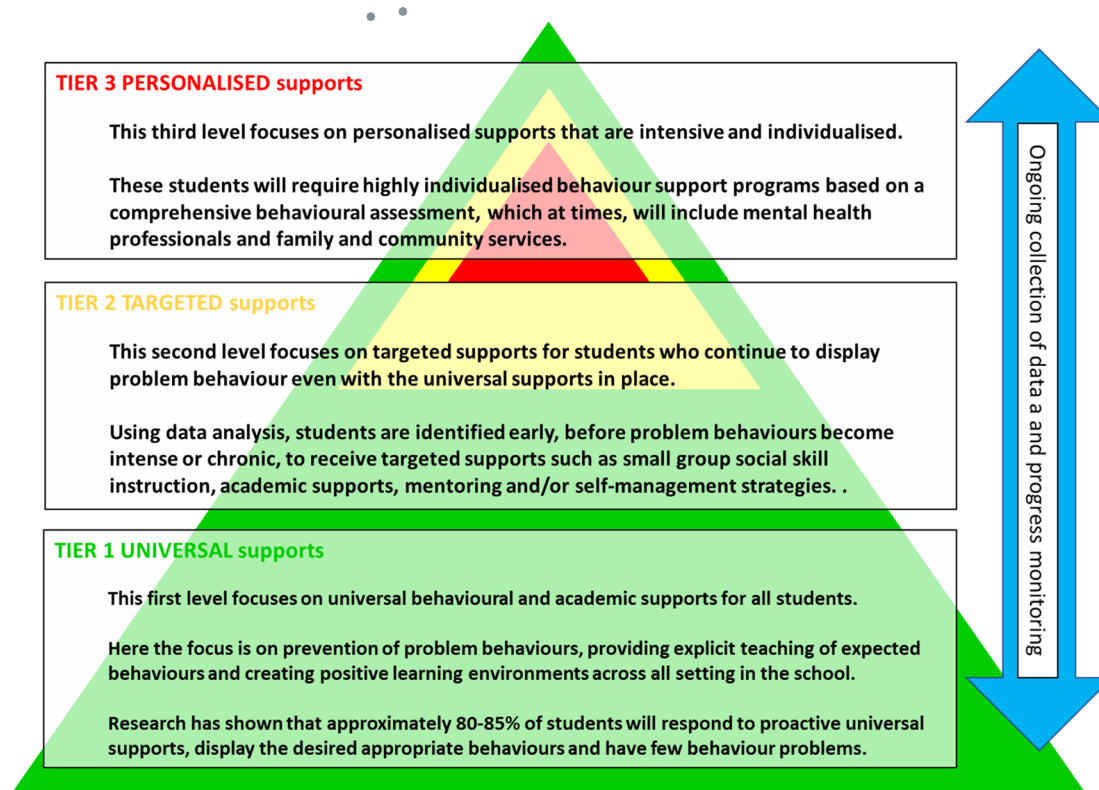 TIER 3 PERSONALISED supports
This third level focuses on personalised supports that are intensive and individualised.
These students will require highly individualised behaviour support programs based on a
comprehensive behavioural assessment, which at times, will include mental health
professionals and family and community services.
TIER 2 TARGETED supports
This second level focuses on targeted supports for students who continue to display
problem behaviour even with the universal supports in place.
Using data analysis, students are identified early, before problem behaviours become
intense or chronic, to receive targeted supports such as small group social skill
instruction, academic supports, mentoring and/or self-management strategies. .
TIER 1 UNIVERSAL supports
This first level focuses on universal behavioural and academic supports for all students.
Here the focus is on prevention of problem behaviours, providing explicit teaching of expected
behaviours and creating positive learning environments across all setting in the school.
Research has shown that approximately 80-85% of students will respond to proactive universal
supports, display the desired appropriate behaviours and have few behaviour problems.
Ongoing collection of data a and progress monitoring